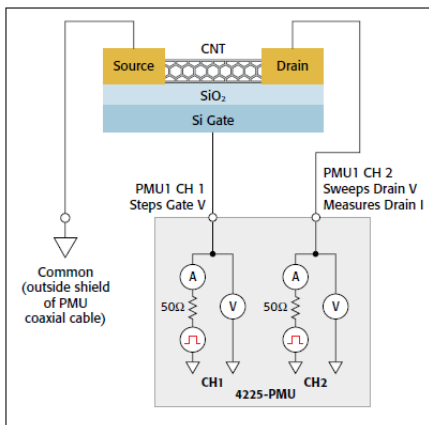 CNT
Source
Drain
SiO₂
Si Gate
PMU1 CH 1
Steps Gate V
PMU1 CH 2
Sweeps Drain V
Measures Drain I
Common
(outside shield
of PMU
coaxial cable)
A
50Ω
V
A
50Ω
V
CH1
CH2
4225-PMU